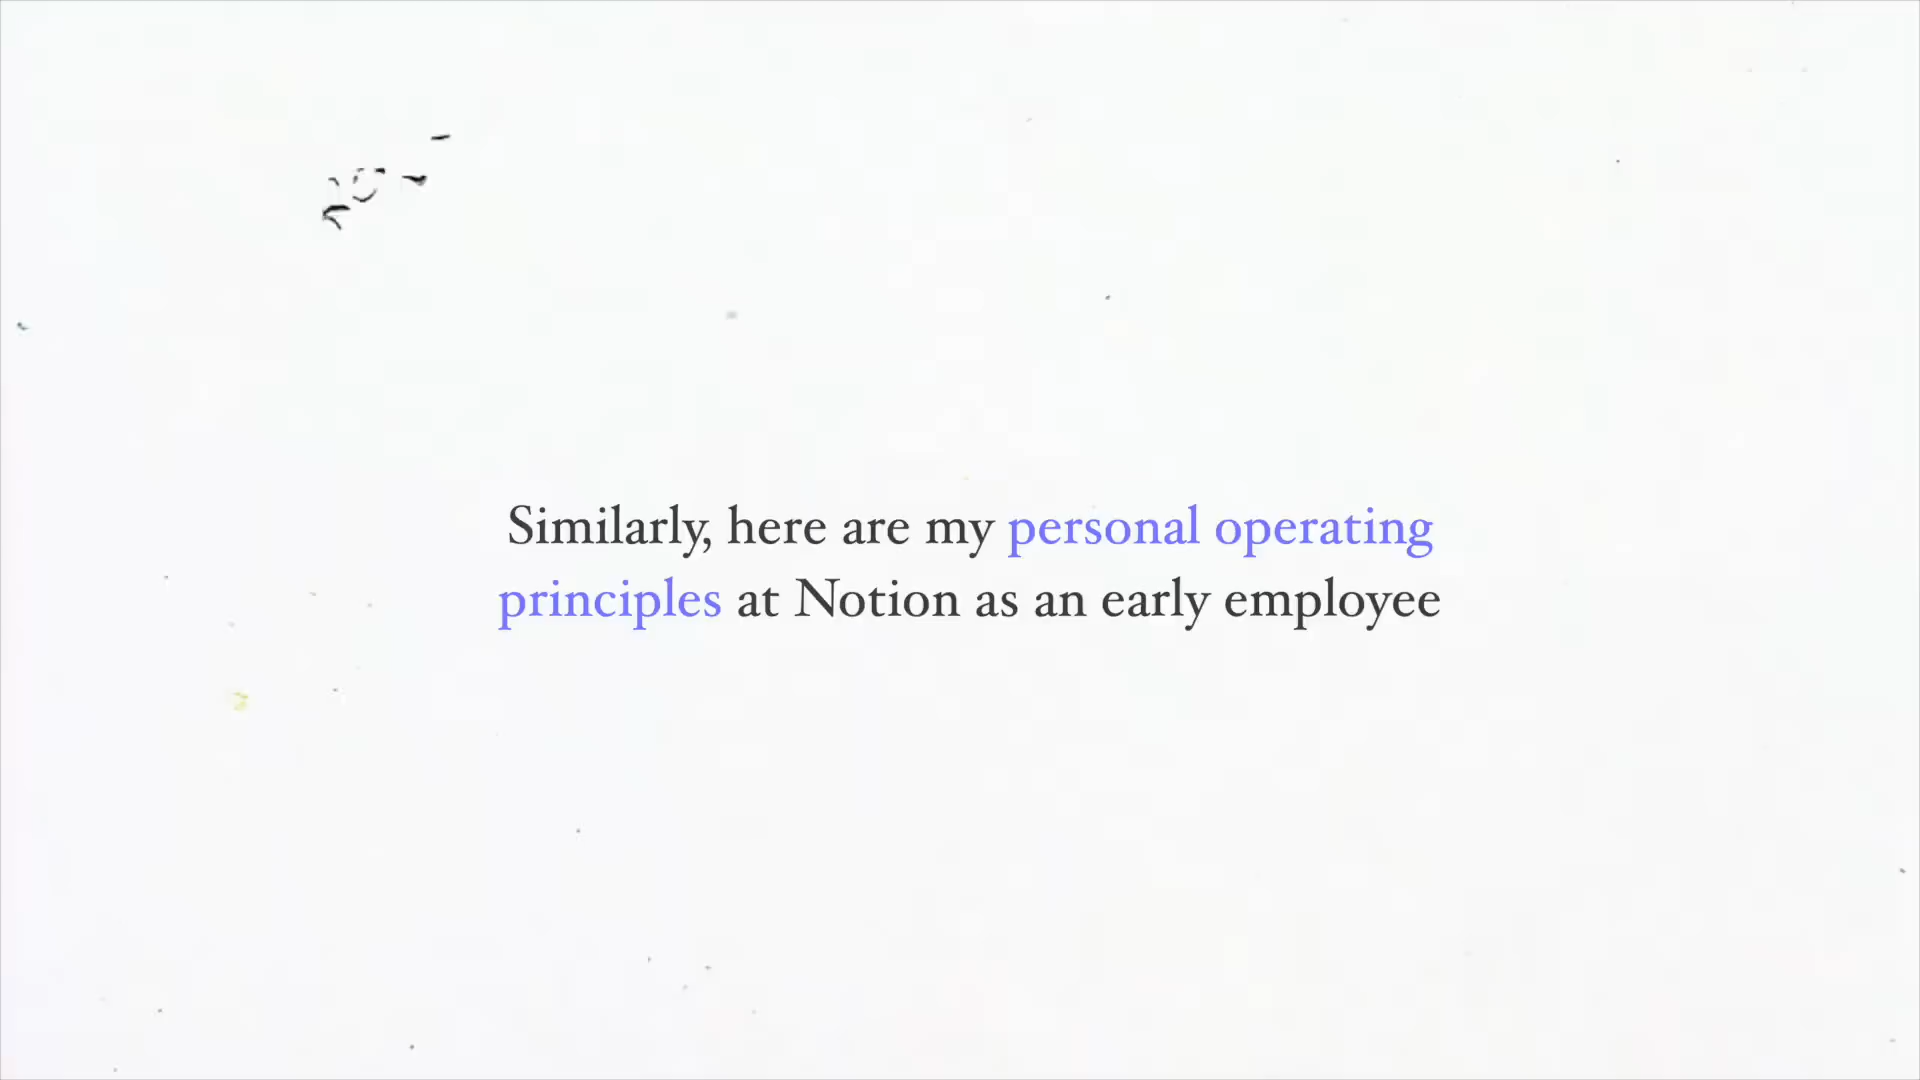 Similarly, here are my personal operating
principles at Notion as an early employee